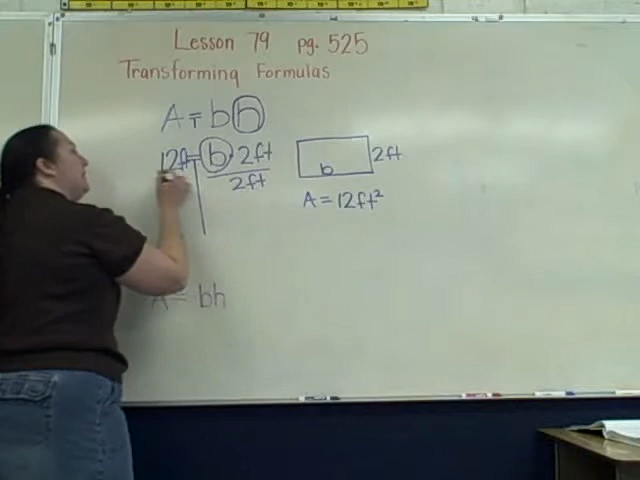 Lesson 79 pg. 525
Transforming Formulas
A = bh
12ft = b · 2ft
2ft
b
2ft
A = 12ft²
A = bh